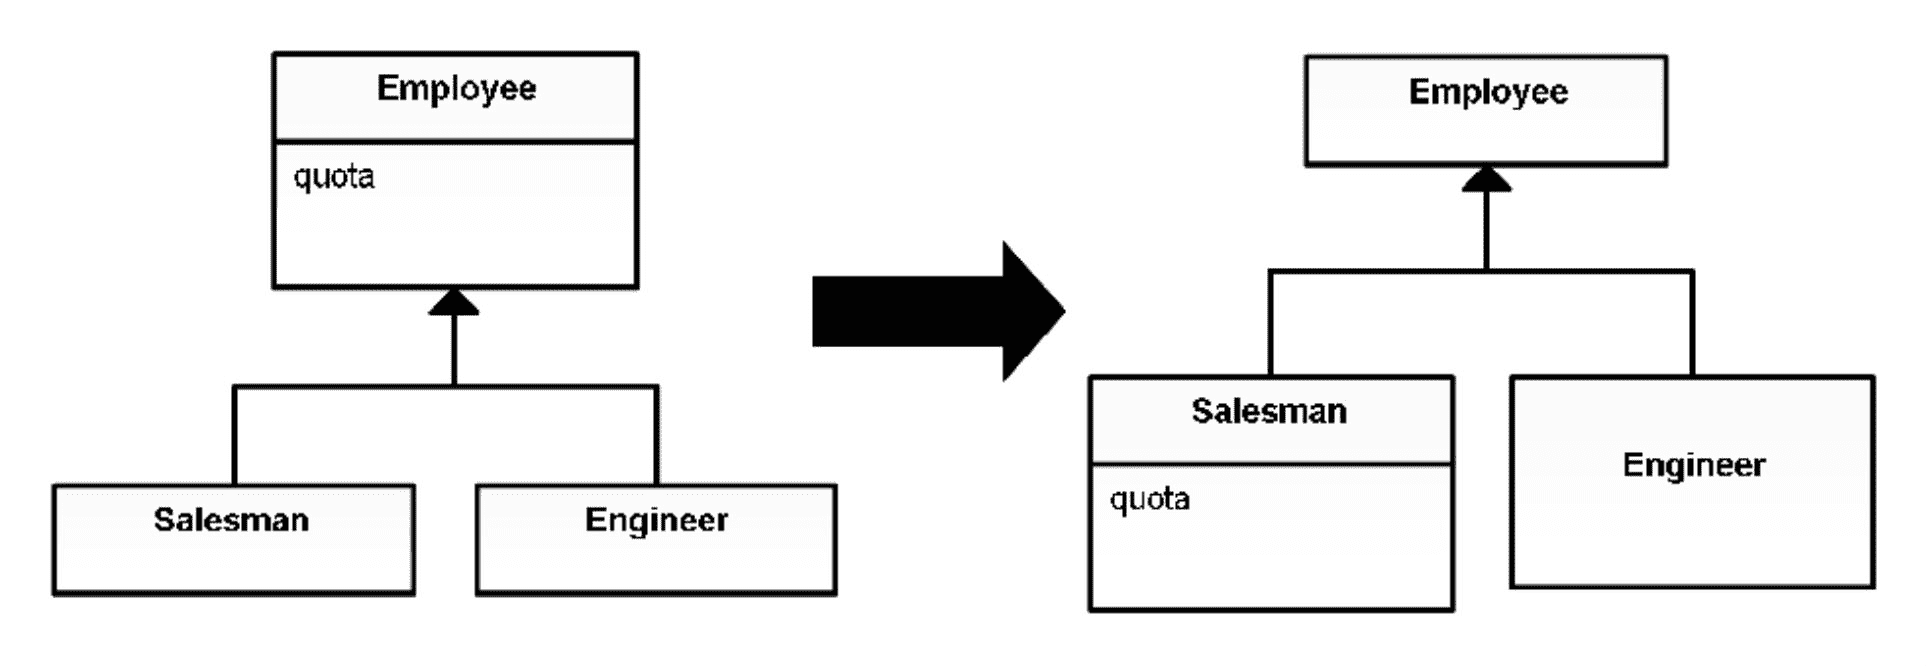 Employee
quota
Salesman
Engineer
Employee
Salesman
quota
Engineer